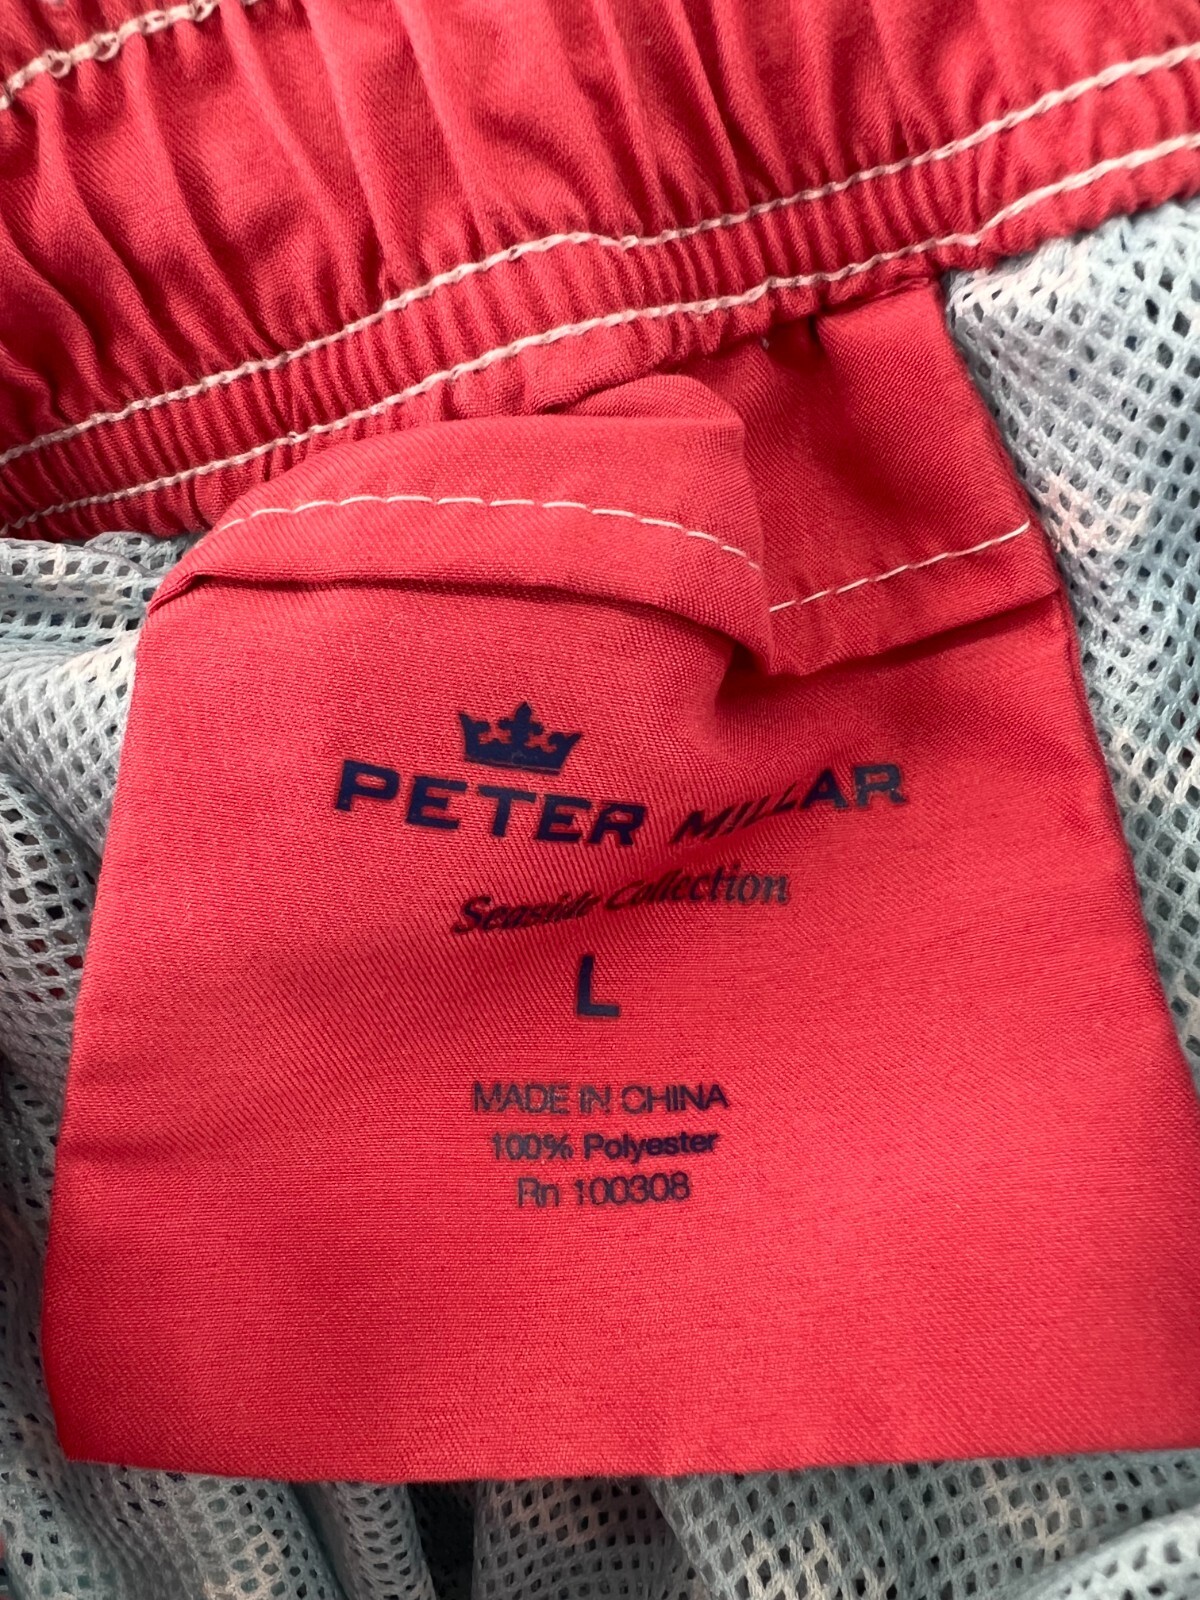 PETER MILLAR
Seaside Collection
L
MADE IN CHINA
100% Polyester
Rn 100308